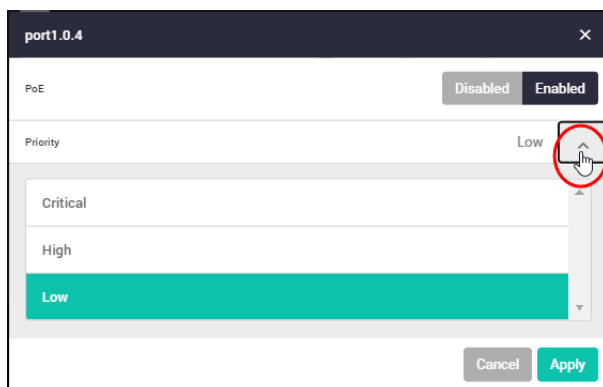 port1.0.4
PoE Disabled Enabled
Priority Low
Critical
High
Low
Cancel Apply